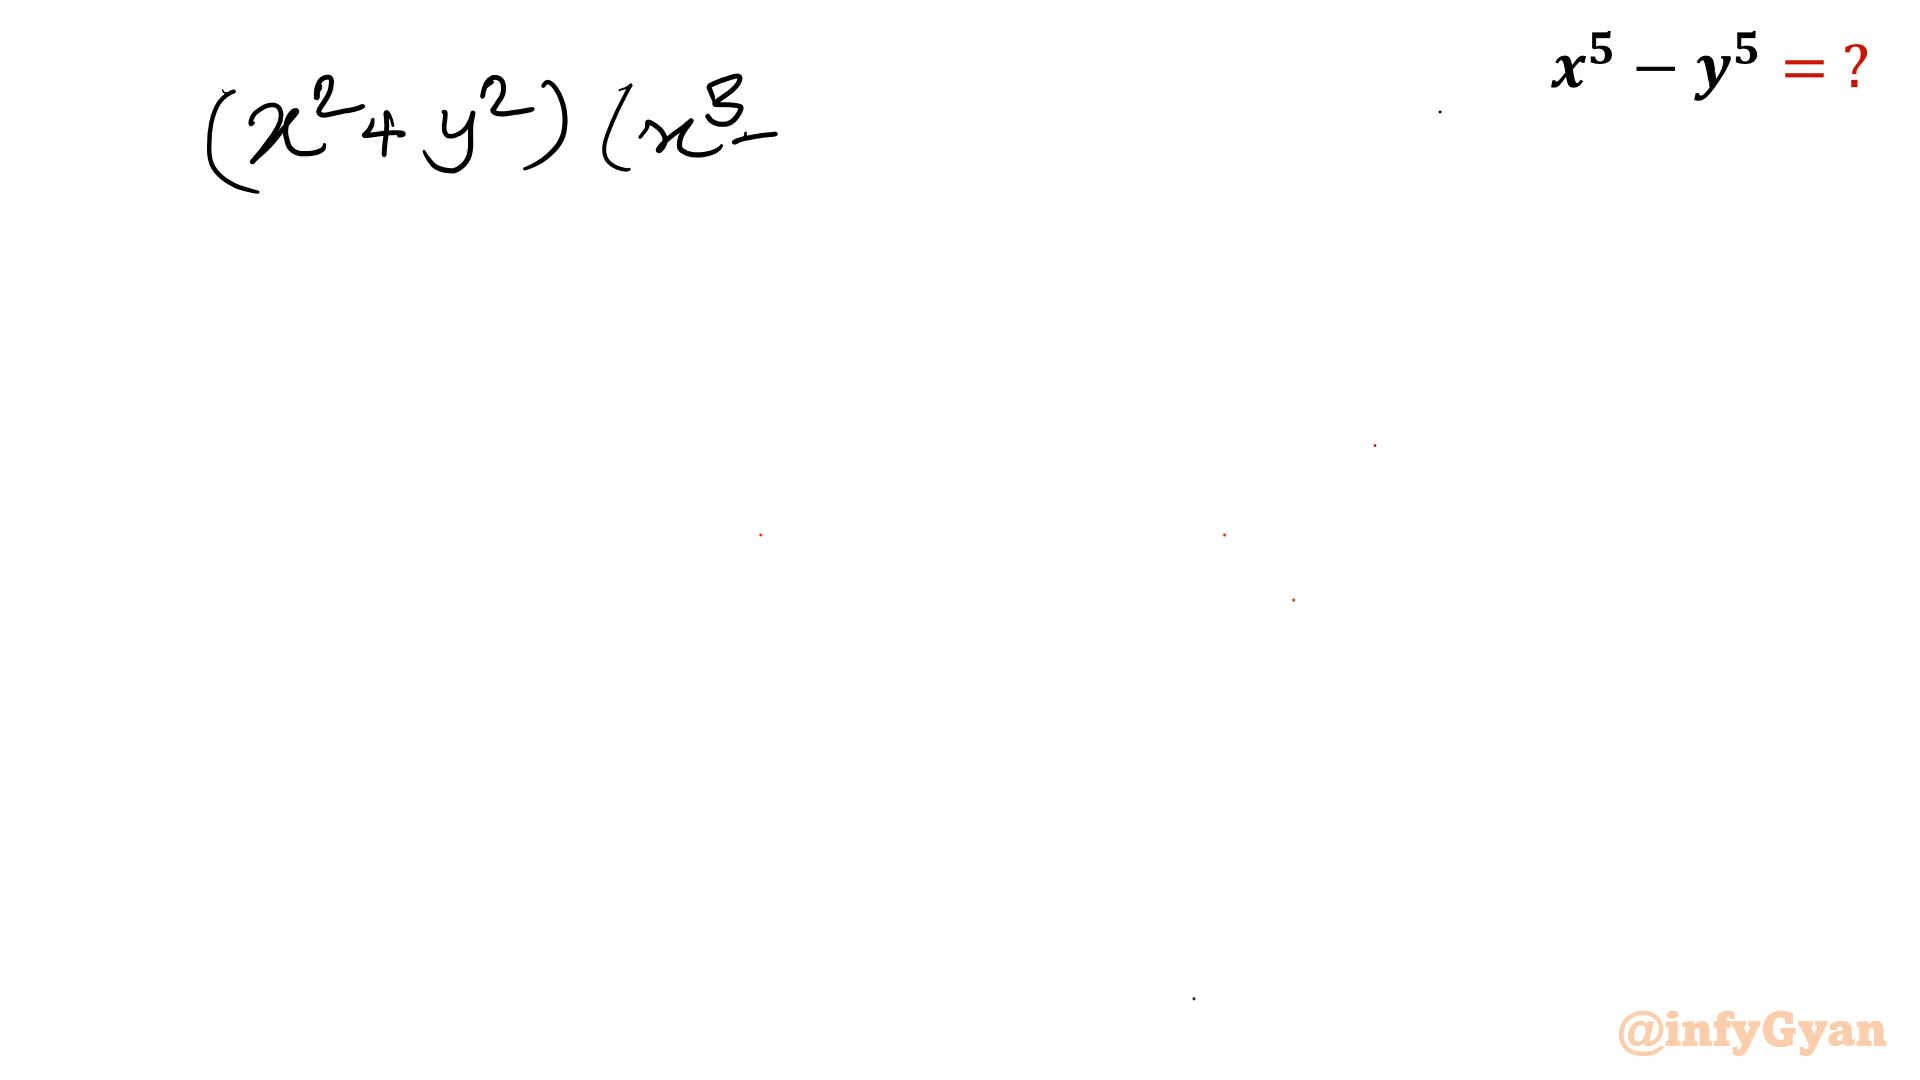 x⁵ − y⁵ = ?
(x² + y²) (x³ −
@infyGyan